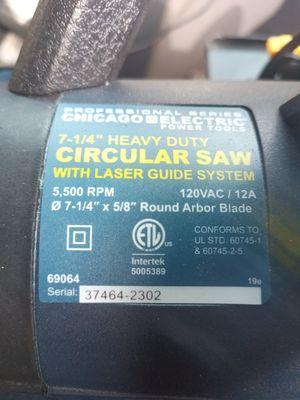 PROFESSIONAL SERIES
CHICAGO ELECTRIC
POWER TOOLS
7-1/4" HEAVY DUTY
CIRCULAR SAW
WITH LASER GUIDE SYSTEM
5,500 RPM 120VAC / 12A
Ø 7-1/4" x 5/8" Round Arbor Blade
ETL
us
Intertek
5005389
CONFORMS TO
UL STD. 60745-1
& 60745-2-5
69064 19e
Serial: 37464-2302